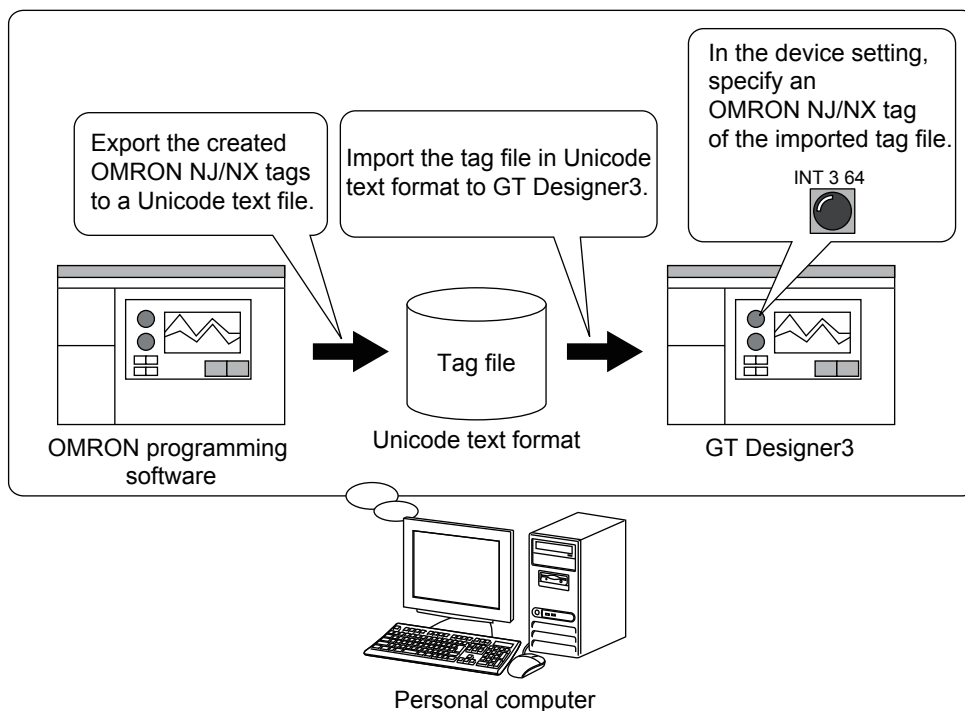 Export the created
OMRON NJ/NX tags
to a Unicode text file.
Import the tag file in Unicode
text format to GT Designer3.
In the device setting,
specify an
OMRON NJ/NX tag
of the imported tag file.
INT 3 64
Tag file
OMRON programming
software
Unicode text format
GT Designer3
Personal computer